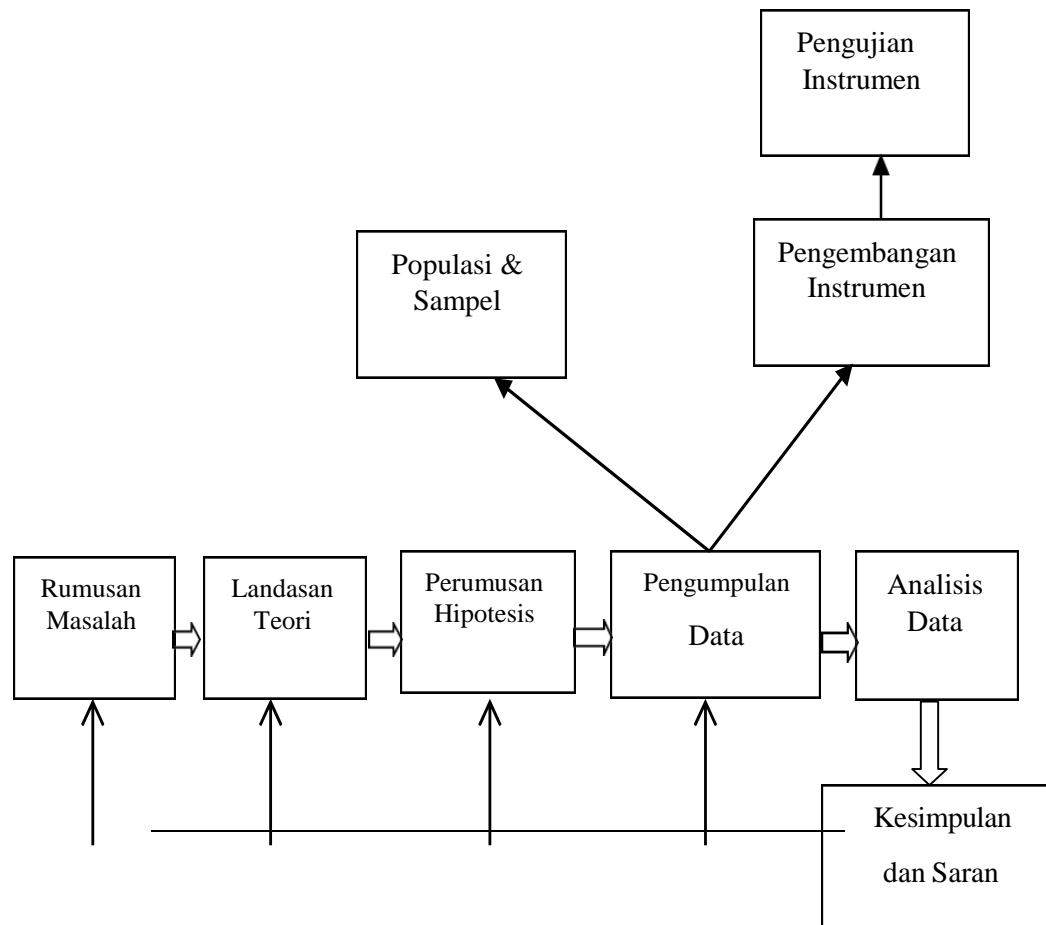 Pengujian
Instrumen
Populasi &
Sampel
Pengembangan
Instrumen
Rumusan
Masalah
Landasan
Teori
Perumusan
Hipotesis
Pengumpulan
Data
Analisis
Data
Kesimpulan
dan Saran